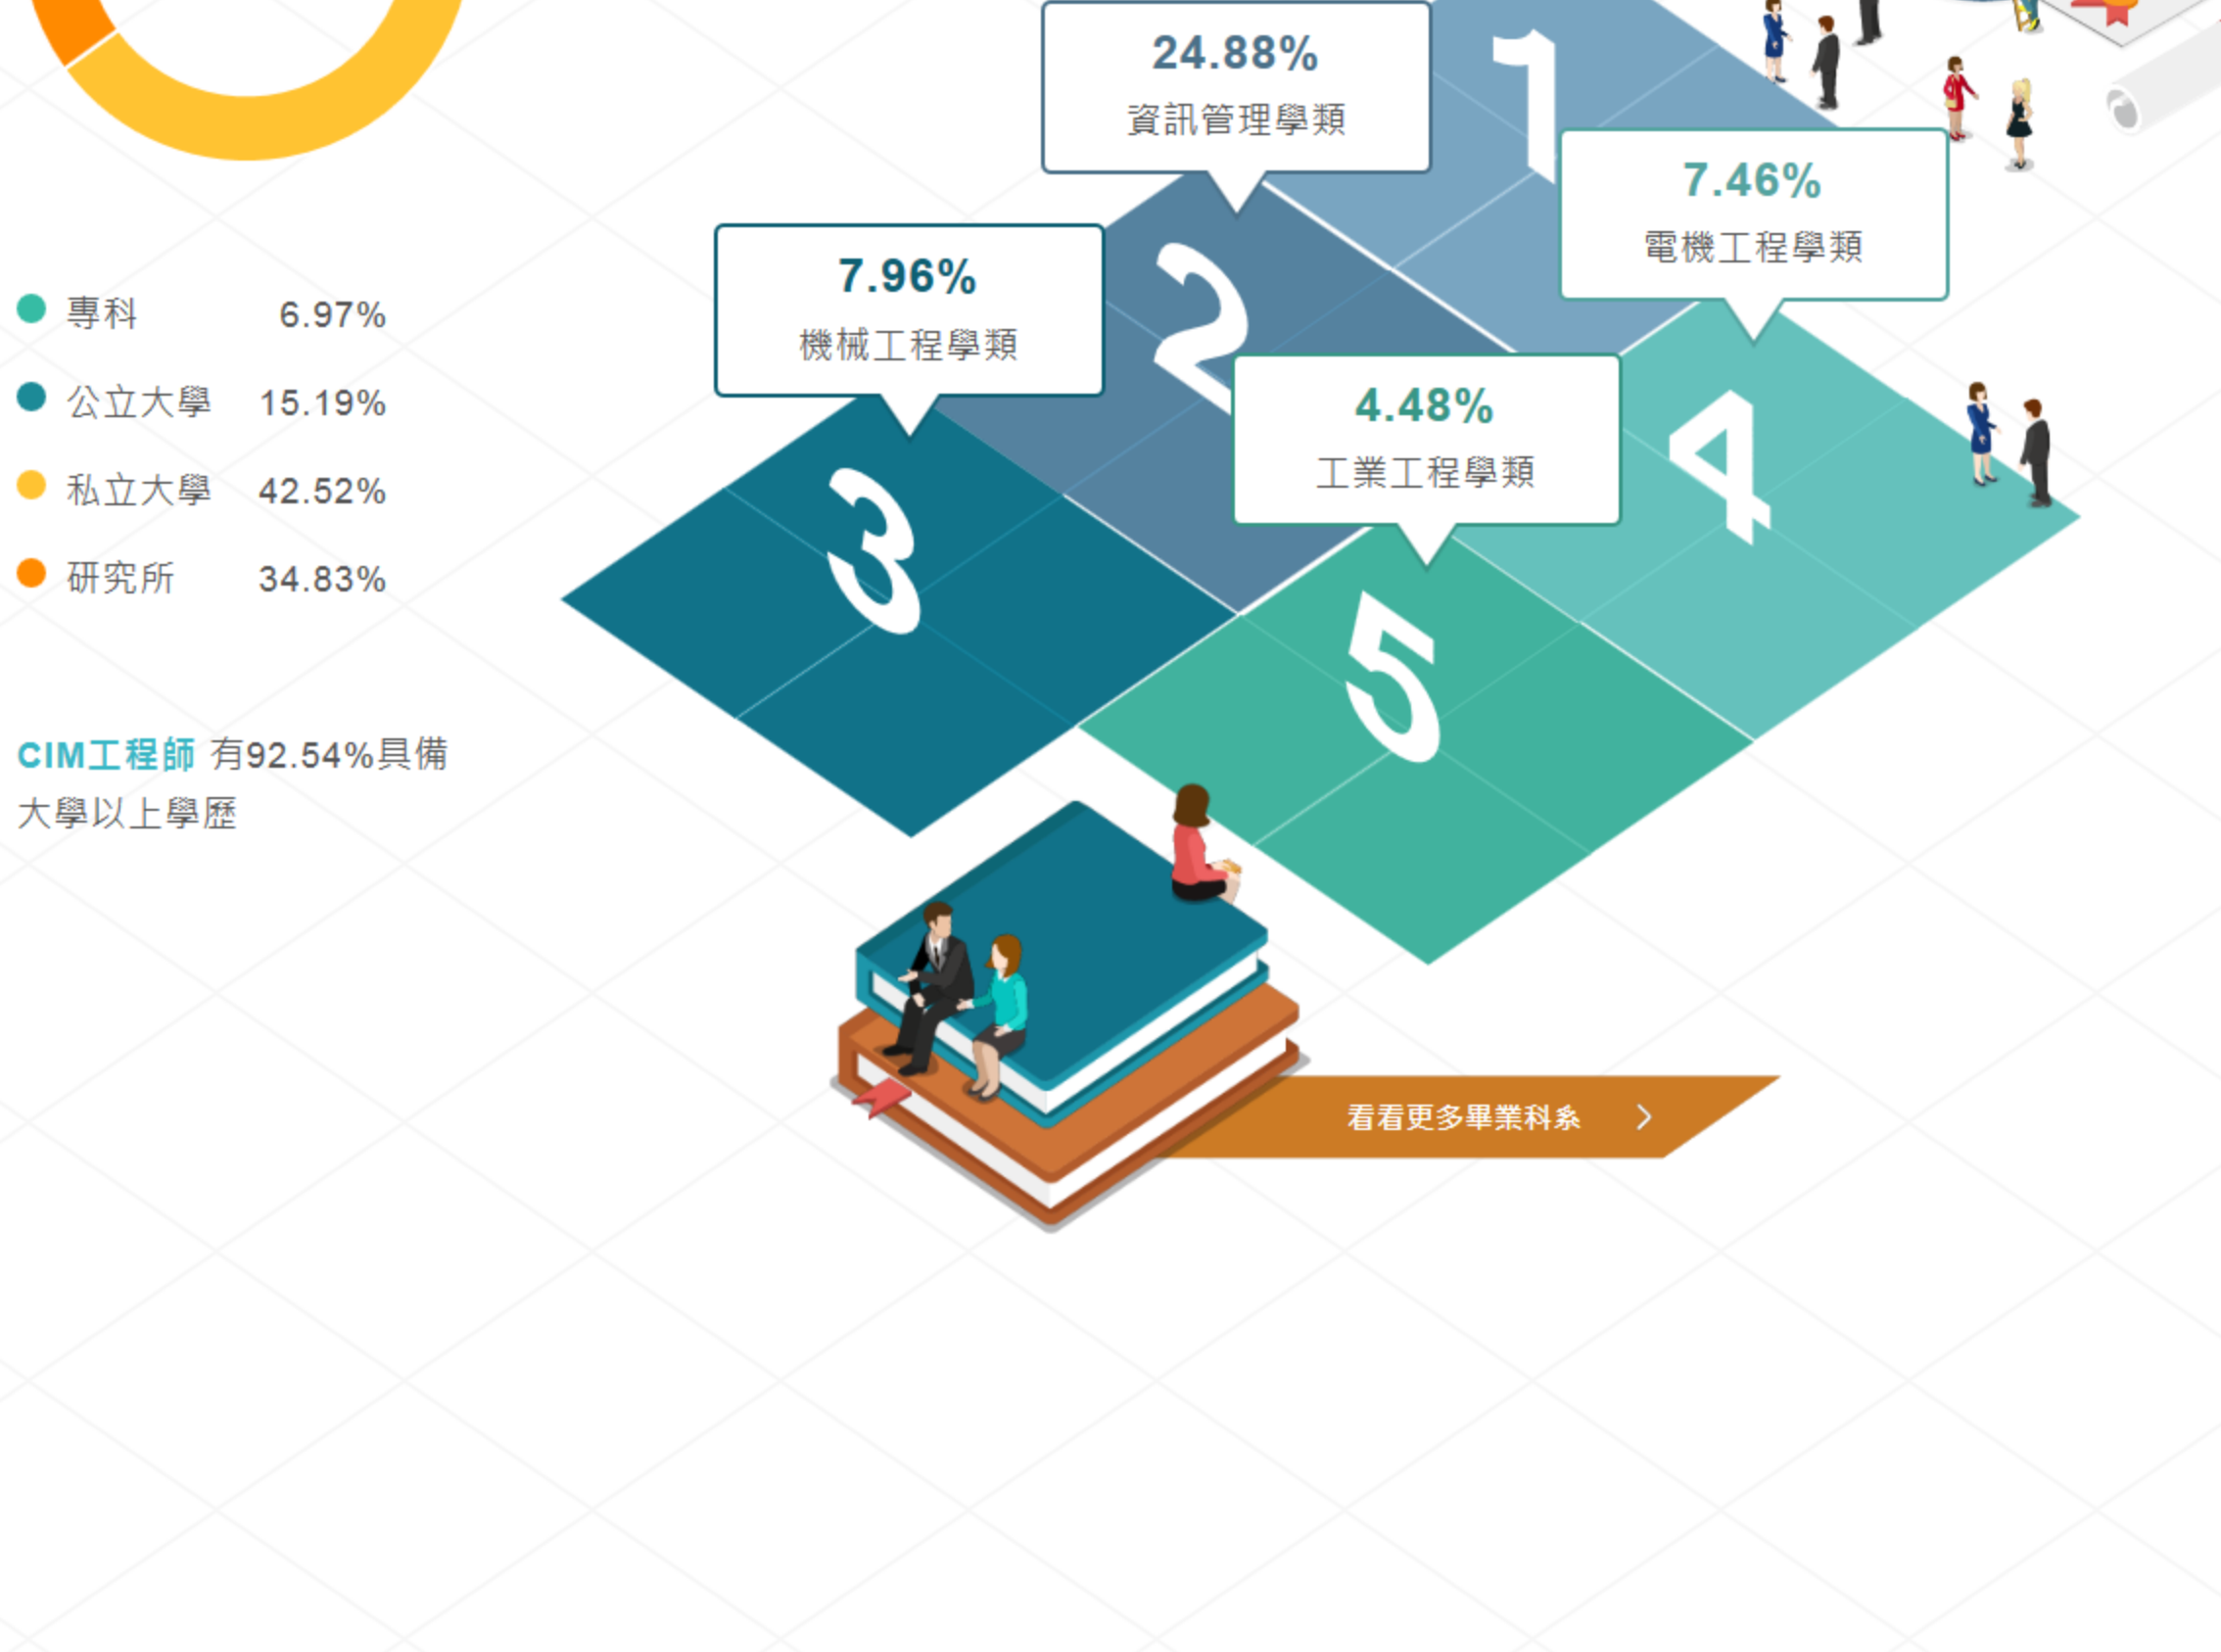 1
24.88%
資訊管理學類
7.46%
電機工程學類
2
7.96%
機械工程學類
4.48%
工業工程學類
3
4
5
專科 6.97%
公立大學 15.19%
私立大學 42.52%
研究所 34.83%
CIM工程師 有92.54%具備
大學以上學歷
看看更多畢業科系